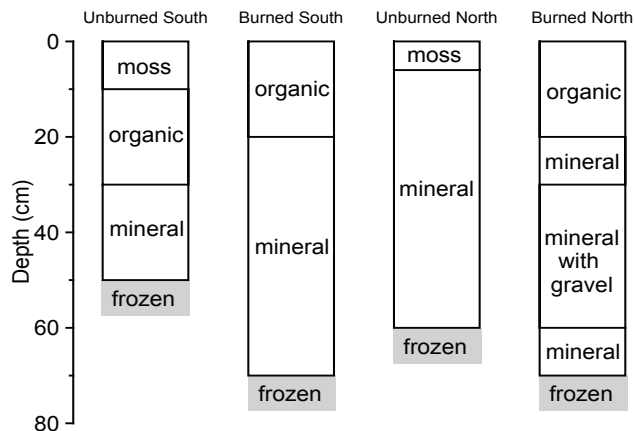 Unburned South
Burned South
Unburned North
Burned North
Depth (cm)
0
20
40
60
80
moss
organic
mineral
frozen
organic
mineral
frozen
moss
mineral
frozen
organic
mineral
mineral
with
gravel
mineral
frozen